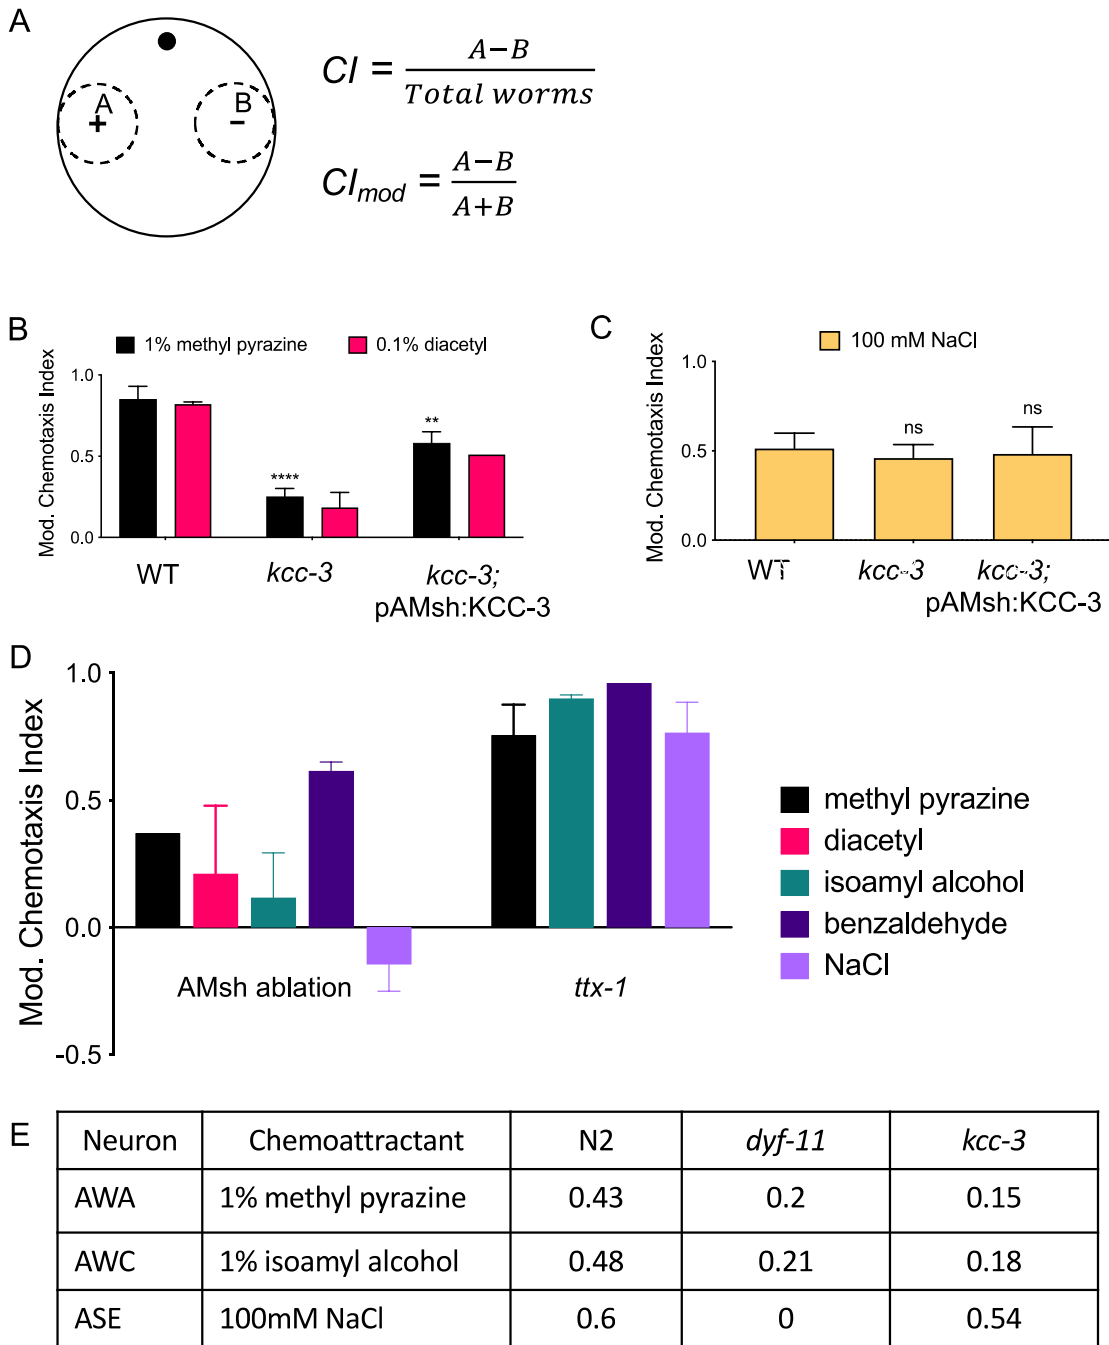 A
A
+
B
-
CI = A−B / Total worms
CI mod = A−B / A+B
B
1% methyl pyrazine
0.1% diacetyl
Mod. Chemotaxis Index
1.0
0.5
0.0
****
**
WT
kcc-3
kcc-3;
pAMsh:KCC-3
C
100 mM NaCl
Mod. Chemotaxis Index
1.0
0.5
0.0
ns
ns
WT
kcc-3
kcc-3;
pAMsh:KCC-3
D
Mod. Chemotaxis Index
1.0
0.5
0.0
-0.5
AMsh ablation
ttx-1
methyl pyrazine
diacetyl
isoamyl alcohol
benzaldehyde
NaCl
E
Neuron Chemoattractant N2 dyf-11 kcc-3
AWA 1% methyl pyrazine 0.43 0.2 0.15
AWC 1% isoamyl alcohol 0.48 0.21 0.18
ASE 100mM NaCl 0.6 0 0.54